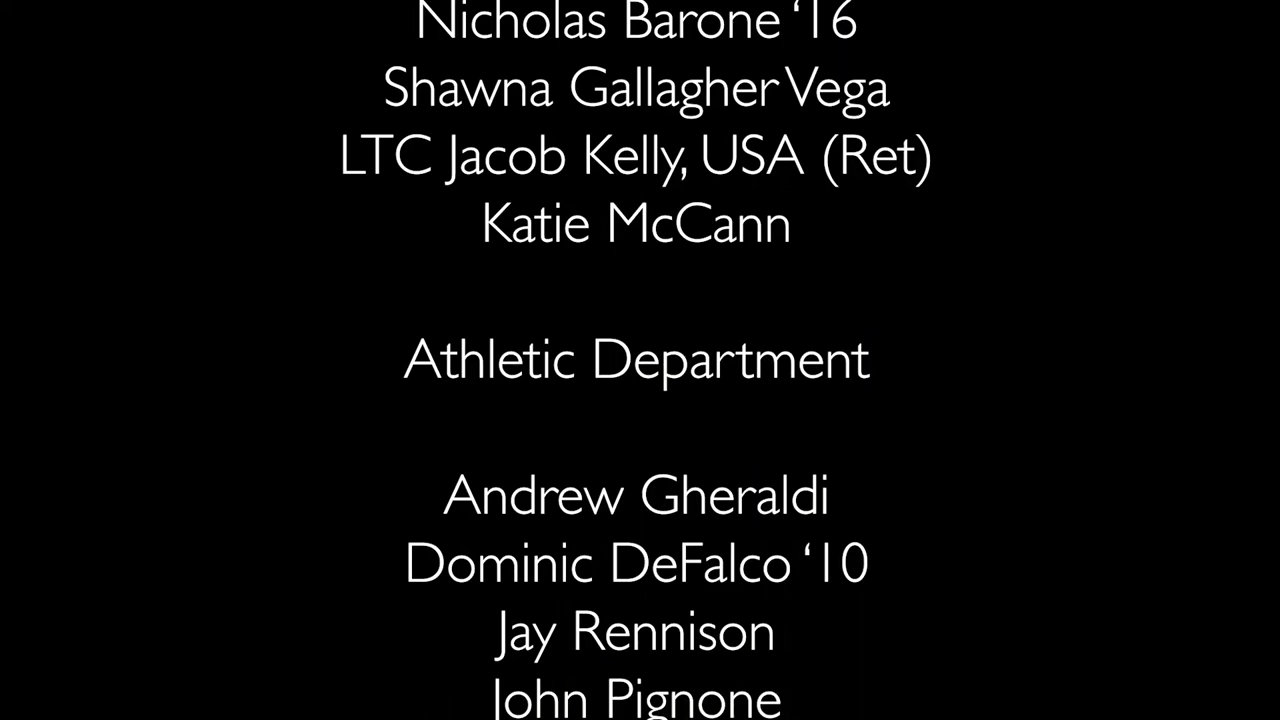 Nicholas Barone ‘16
Shawna Gallagher Vega
LTC Jacob Kelly, USA (Ret)
Katie McCann
Athletic Department
Andrew Gheraldi
Dominic DeFalco ‘10
Jay Rennison
John Pignone